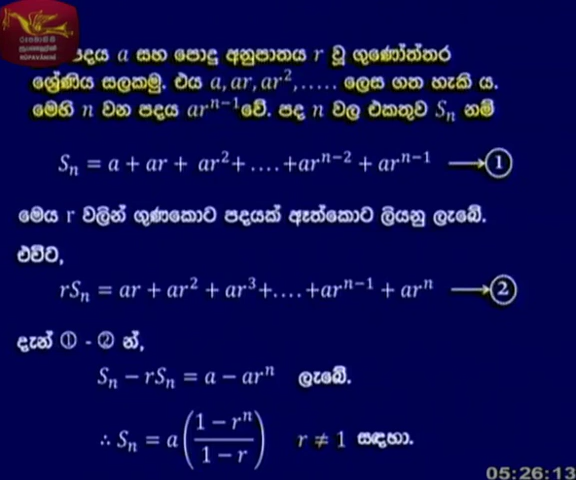 පදය a සහ පොදු අනුපාතය r වූ ගුණෝත්තර
ශ්‍රේණිය සලකමු. එය a, ar, ar², ..... ලෙස ගත හැකි ය.
මෙහි n වන පදය arⁿ⁻¹වේ. පද n වල එකතුව Sₙ නම්
Sₙ = a + ar + ar²+ .... +arⁿ⁻² + arⁿ⁻¹ ⟶①
මෙය r වලින් ගුණකොට පදයක් ඈත්කොට ලියනු ලැබේ.
එවිට,
rSₙ = ar + ar² + ar³+.... +arⁿ⁻¹ + arⁿ ⟶②
දැන් ① - ② න්,
Sₙ − rSₙ = a − arⁿ ලැබේ.
∴ Sₙ = a((1 − rⁿ)/(1 − r)) r ≠ 1 සඳහා.
05:26:13